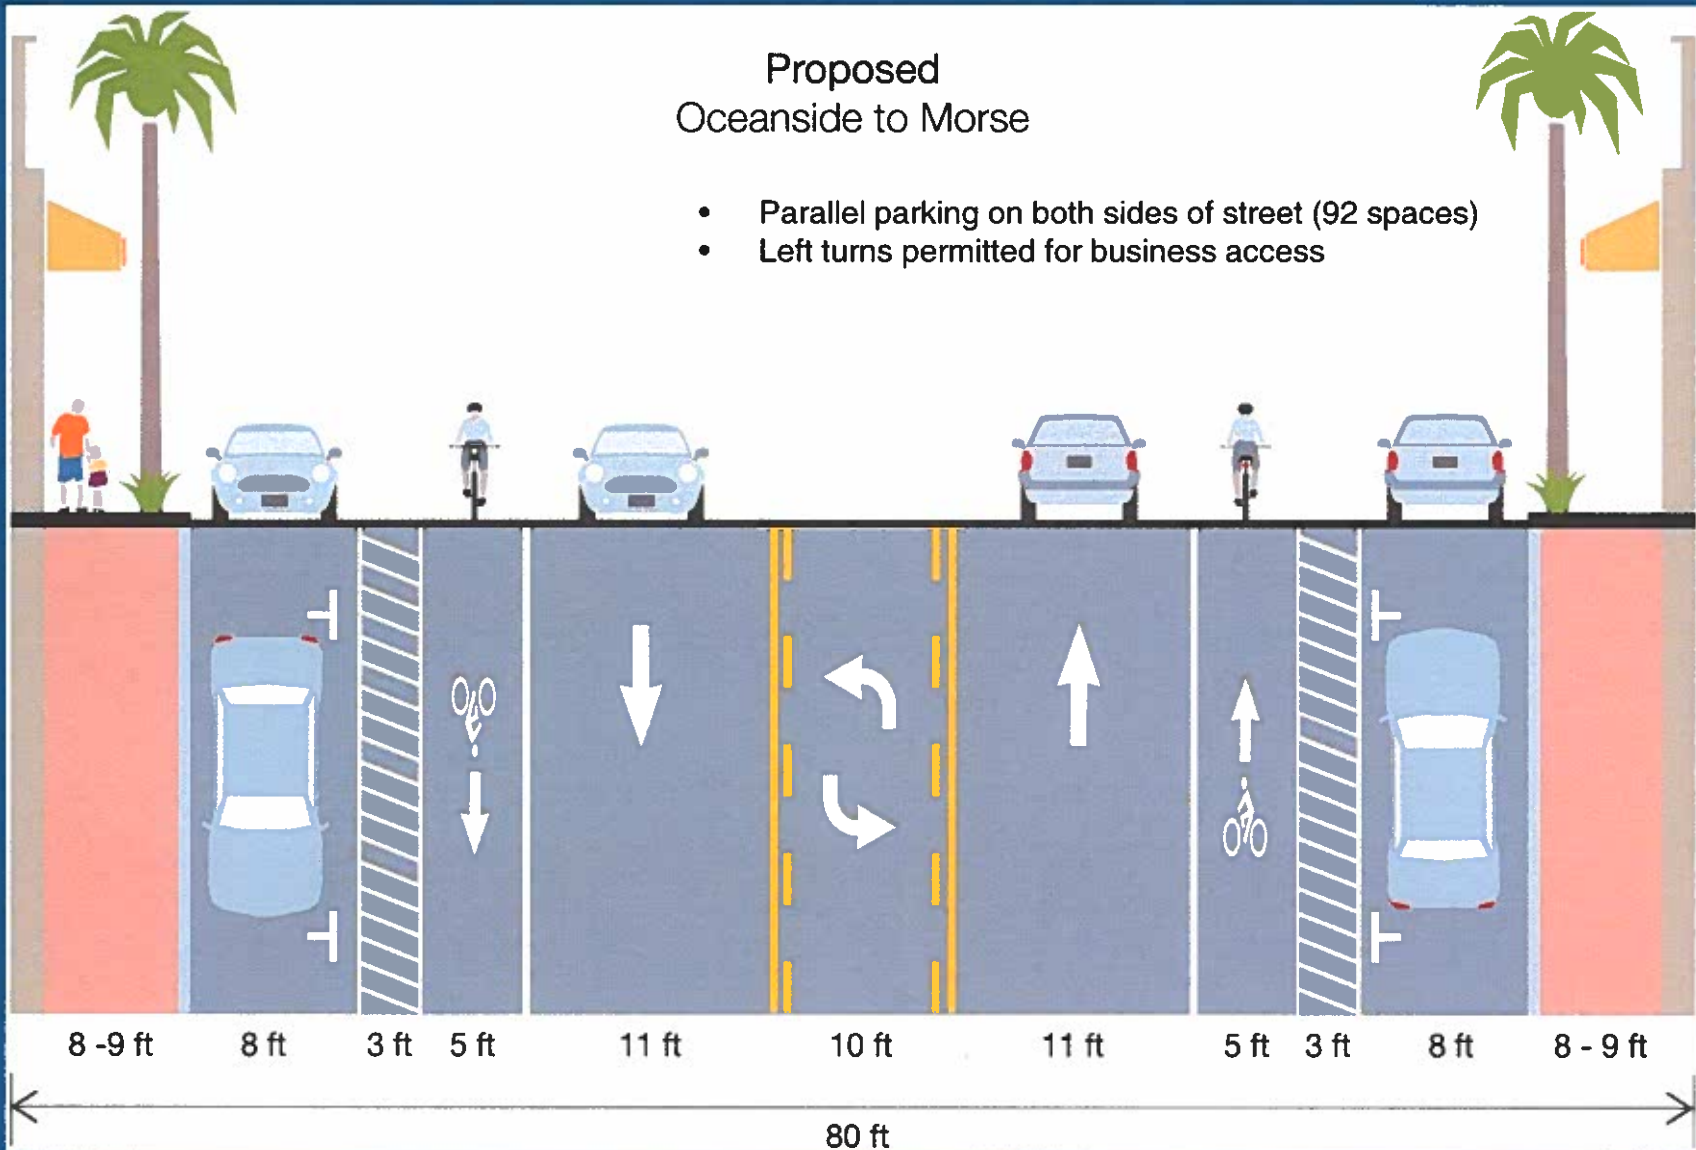 Proposed
Oceanside to Morse
• Parallel parking on both sides of street (92 spaces)
• Left turns permitted for business access
8 -9 ft 8 ft 3 ft 5 ft 11 ft 10 ft 11 ft 5 ft 3 ft 8 ft 8 - 9 ft
80 ft